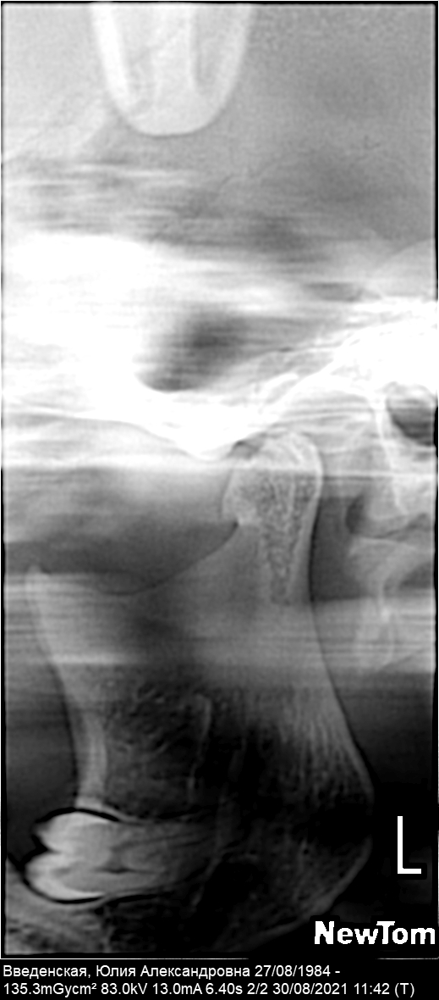 L
NewTom
Введенская, Юлия Александровна 27/08/1984 -
135.3mGycm² 83.0kV 13.0mA 6.40s 2/2 30/08/2021 11:42 (T)